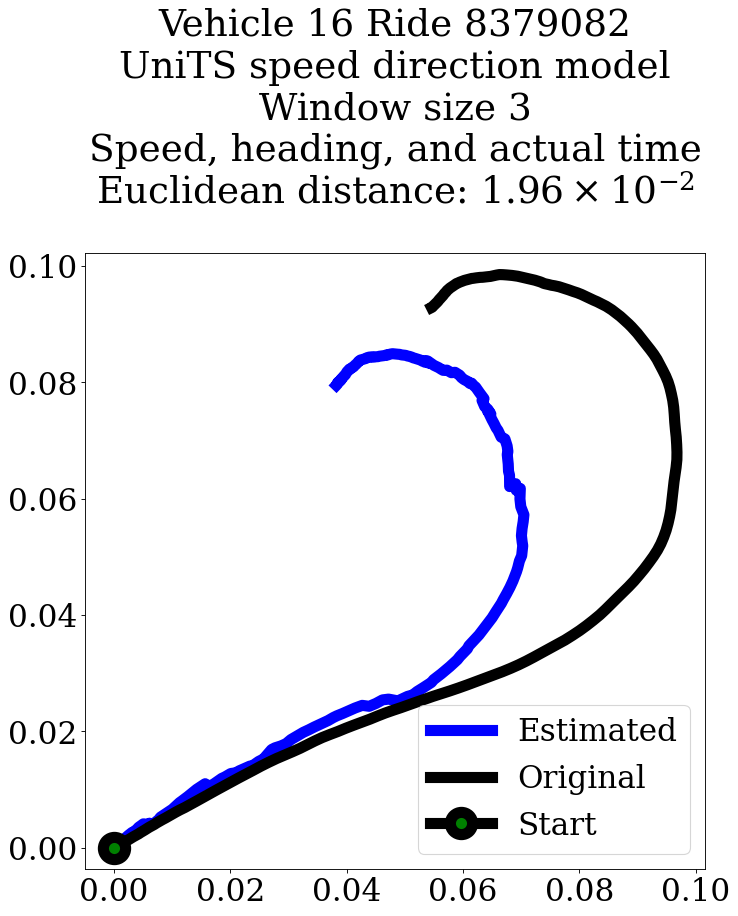 Vehicle 16 Ride 8379082
UniTS speed direction model
Window size 3
Speed, heading, and actual time
Euclidean distance: 1.96 × 10⁻²
0.10
0.08
0.06
0.04
0.02
0.00
Estimated
Original
Start
0.00 0.02 0.04 0.06 0.08 0.10